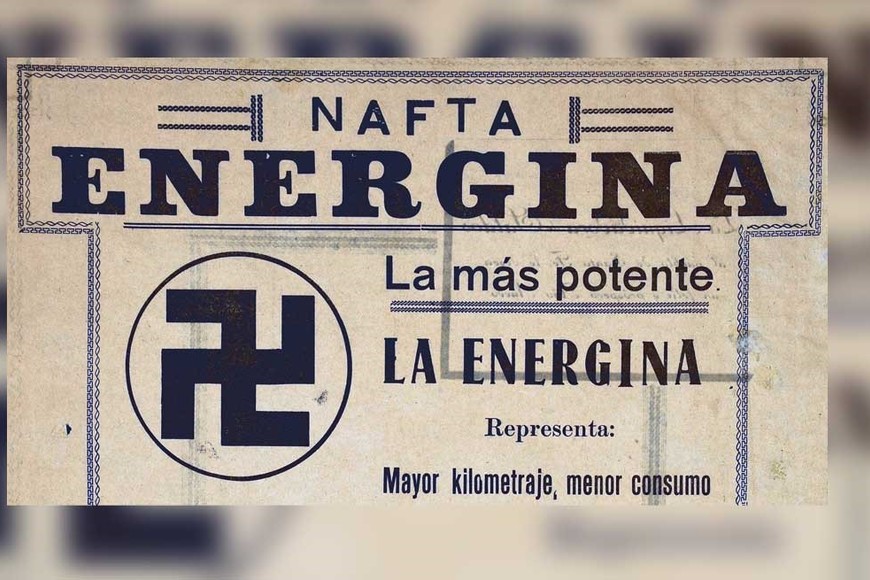 NAFTA
ENERGINA
La más potente.
LA ENERGINA
Representa:
Mayor kilometraje, menor consumo